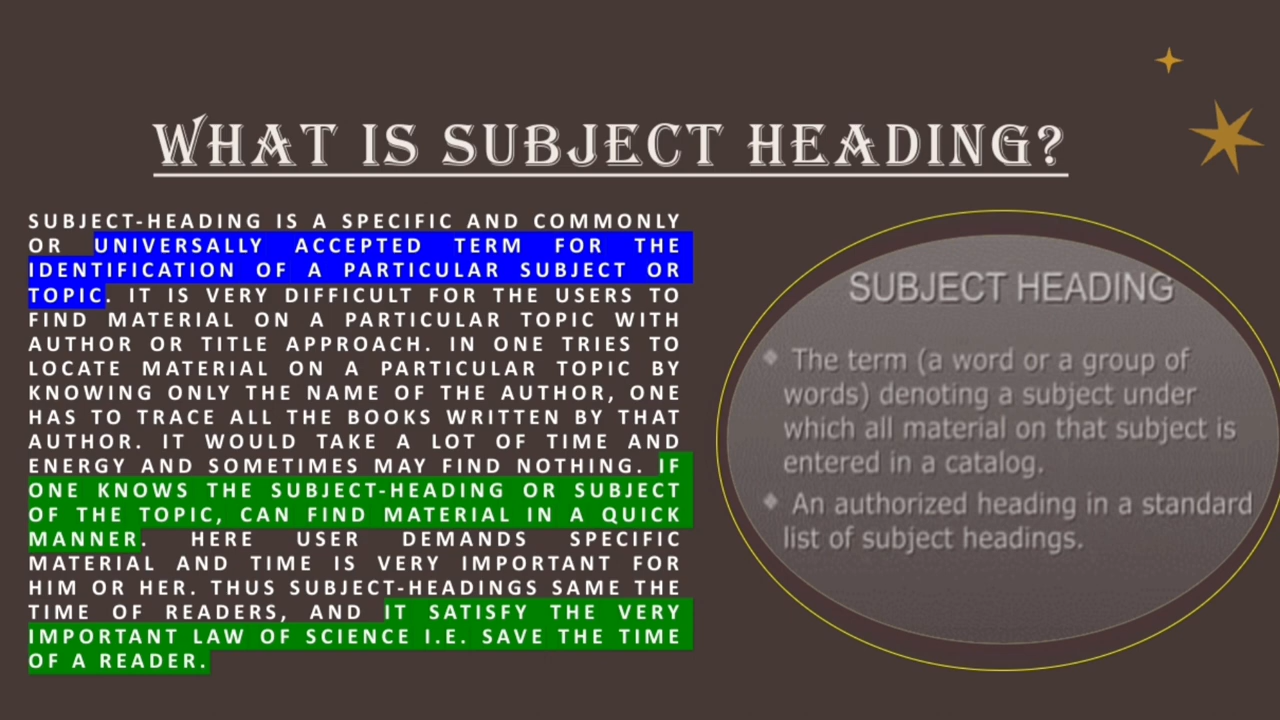 WHAT IS SUBJECT HEADING?
SUBJECT-HEADING IS A SPECIFIC AND COMMONLY
OR UNIVERSALLY ACCEPTED TERM FOR THE
IDENTIFICATION OF A PARTICULAR SUBJECT OR
TOPIC. IT IS VERY DIFFICULT FOR THE USERS TO
FIND MATERIAL ON A PARTICULAR TOPIC WITH
AUTHOR OR TITLE APPROACH. IN ONE TRIES TO
LOCATE MATERIAL ON A PARTICULAR TOPIC BY
KNOWING ONLY THE NAME OF THE AUTHOR, ONE
HAS TO TRACE ALL THE BOOKS WRITTEN BY THAT
AUTHOR. IT WOULD TAKE A LOT OF TIME AND
ENERGY AND SOMETIMES MAY FIND NOTHING. IF
ONE KNOWS THE SUBJECT-HEADING OR SUBJECT
OF THE TOPIC, CAN FIND MATERIAL IN A QUICK
MANNER. HERE USER DEMANDS SPECIFIC
MATERIAL AND TIME IS VERY IMPORTANT FOR
HIM OR HER. THUS SUBJECT-HEADINGS SAME THE
TIME OF READERS, AND IT SATISFY THE VERY
IMPORTANT LAW OF SCIENCE I.E. SAVE THE TIME
OF A READER.
SUBJECT HEADING
The term (a word or a group of
words) denoting a subject under
which all material on that subject is
entered in a catalog.
An authorized heading in a standard
list of subject headings.